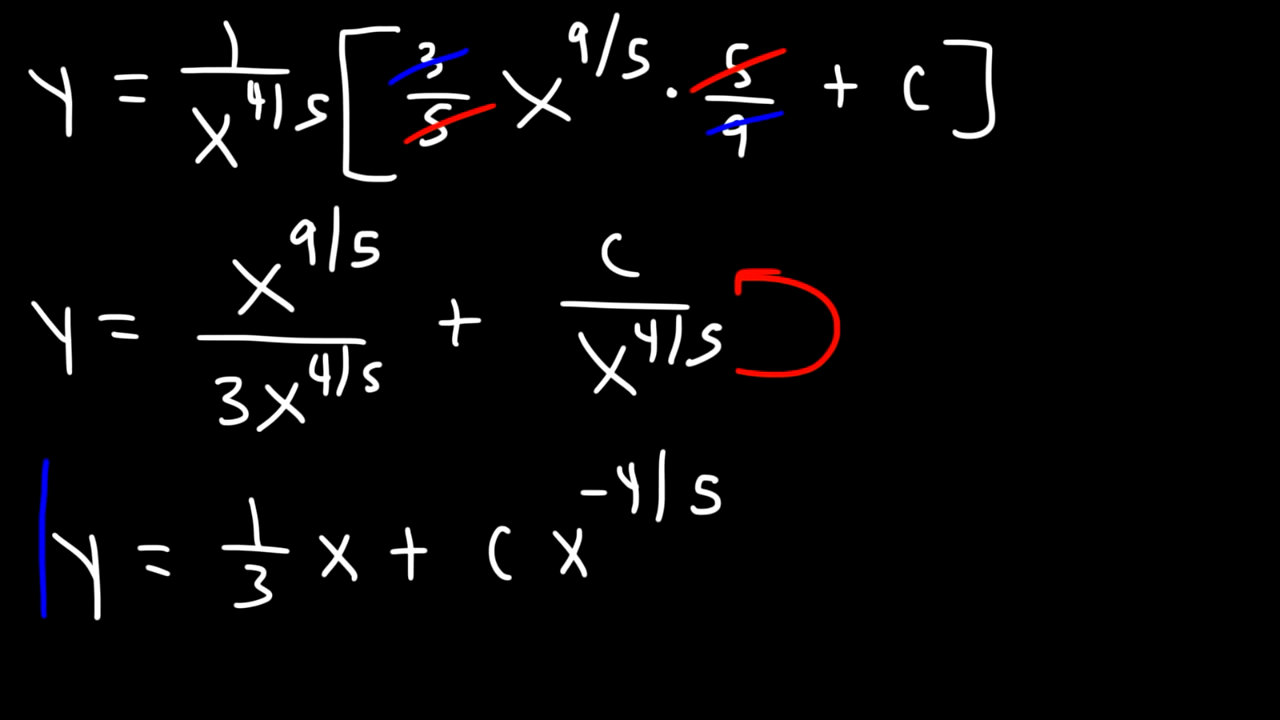 y = 1/x^(4/5) [ 3/5 x^(9/5) · 5/9 + C ]
y = x^(9/5)/3x^(4/5) + C/x^(4/5)
y = 1/3 x + C x^(-4/5)